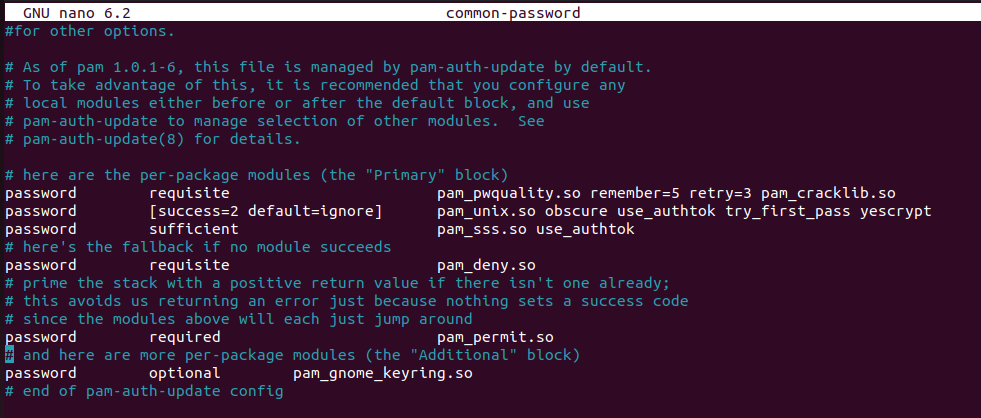 GNU nano 6.2 common-password
#for other options.
# As of pam 1.0.1-6, this file is managed by pam-auth-update by default.
# To take advantage of this, it is recommended that you configure any
# local modules either before or after the default block, and use
# pam-auth-update to manage selection of other modules.  See
# pam-auth-update(8) for details.
# here are the per-package modules (the "Primary" block)
password        requisite                       pam_pwquality.so remember=5 retry=3 pam_cracklib.so
password        [success=2 default=ignore]      pam_unix.so obscure use_authtok try_first_pass yescrypt
password        sufficient                      pam_sss.so use_authtok
# here's the fallback if no module succeeds
password        requisite                       pam_deny.so
# prime the stack with a positive return value if there isn't one already;
# this avoids us returning an error just because nothing sets a success code
# since the modules above will each just jump around
password        required                        pam_permit.so
# and here are more per-package modules (the "Additional" block)
password        optional        pam_gnome_keyring.so
# end of pam-auth-update config